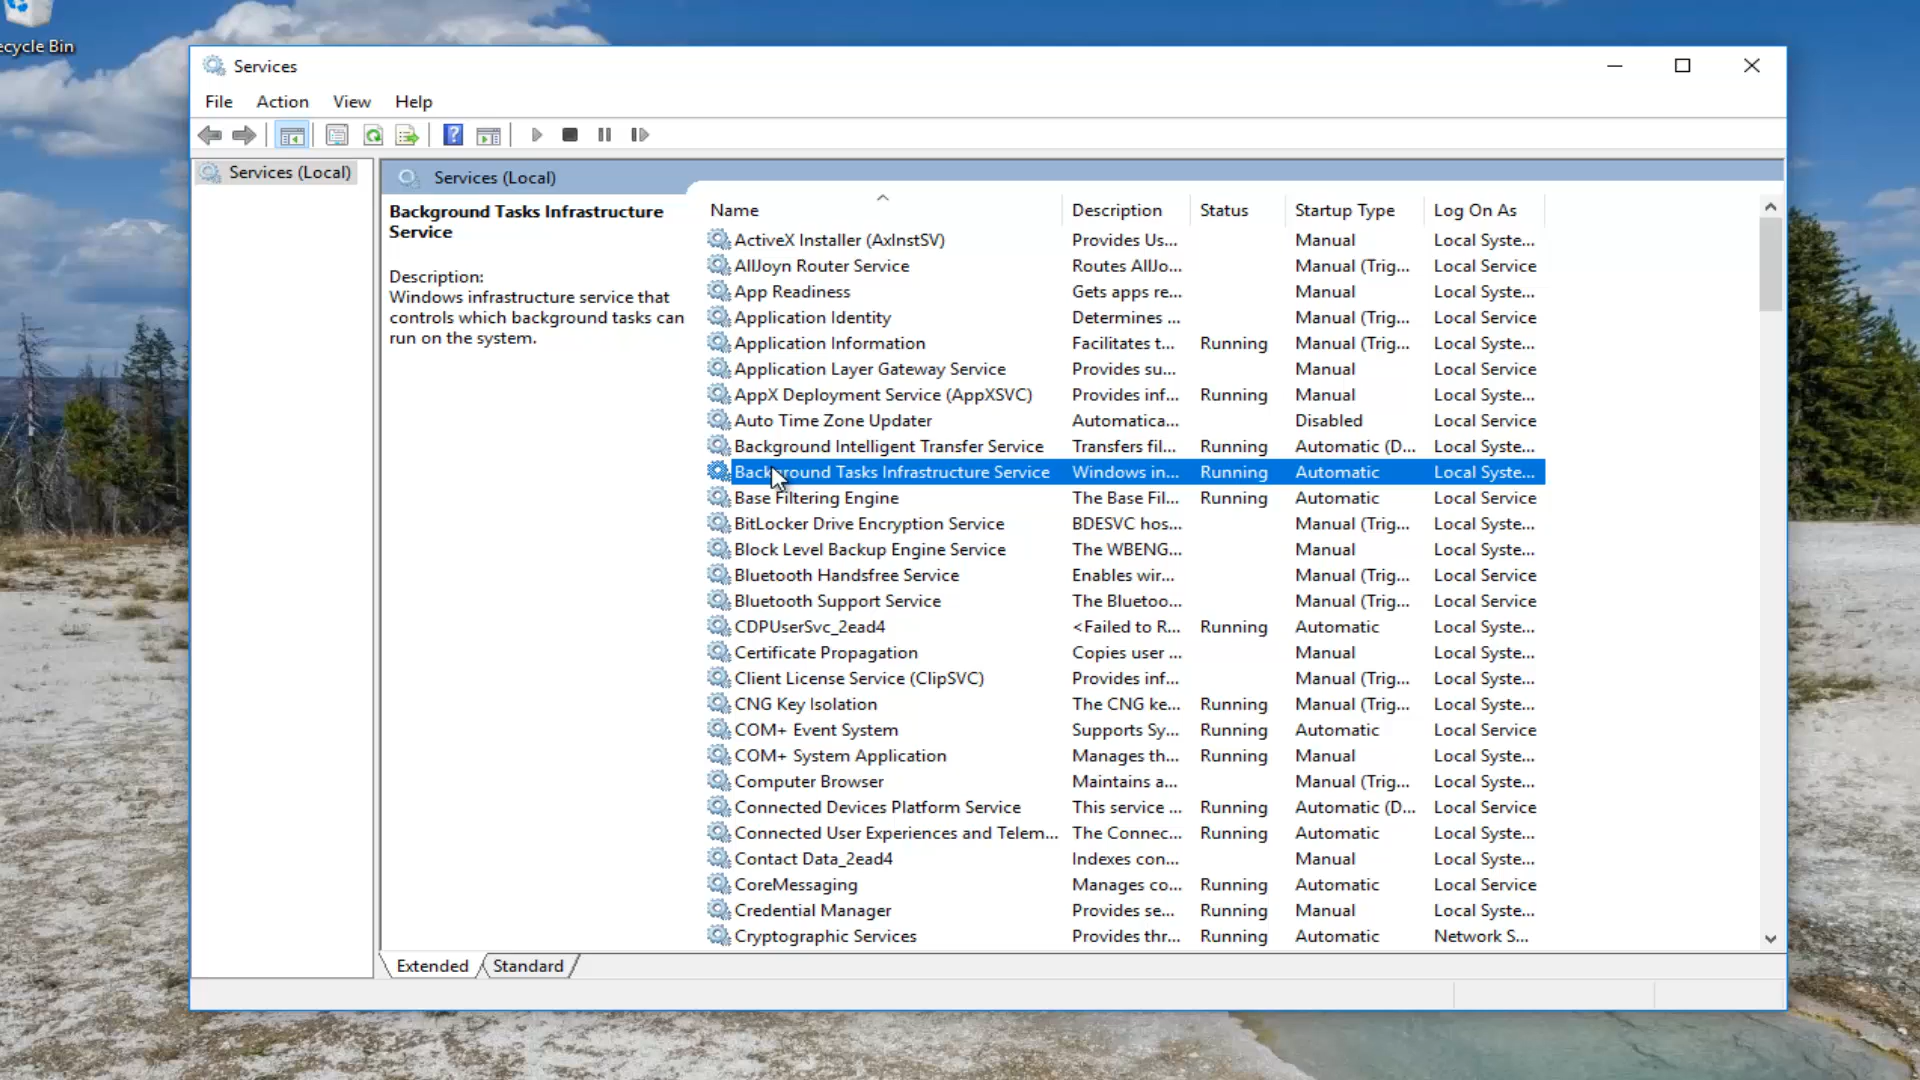 ecycle Bin
Services
File Action View Help
Services (Local)
Services (Local)
Background Tasks Infrastructure
Service
Description:
Windows infrastructure service that
controls which background tasks can
run on the system.
Name Description Status Startup Type Log On As
ActiveX Installer (AxInstSV) Provides Us... Manual Local Syste...
AllJoyn Router Service Routes AllJo... Manual (Trig... Local Service
App Readiness Gets apps re... Manual Local Syste...
Application Identity Determines ... Manual (Trig... Local Service
Application Information Facilitates t... Running Manual (Trig... Local Syste...
Application Layer Gateway Service Provides su... Manual Local Service
AppX Deployment Service (AppXSVC) Provides inf... Running Manual Local Syste...
Auto Time Zone Updater Automatica... Disabled Local Service
Background Intelligent Transfer Service Transfers fil... Running Automatic (D... Local Syste...
Background Tasks Infrastructure Service Windows in... Running Automatic Local Syste...
Base Filtering Engine The Base Fil... Running Automatic Local Service
BitLocker Drive Encryption Service BDESVC hos... Manual (Trig... Local Syste...
Block Level Backup Engine Service The WBENG... Manual Local Syste...
Bluetooth Handsfree Service Enables wir... Manual (Trig... Local Service
Bluetooth Support Service The Bluetoo... Manual (Trig... Local Service
CDPUserSvc_2ead4 <Failed to R... Running Automatic Local Syste...
Certificate Propagation Copies user ... Manual Local Syste...
Client License Service (ClipSVC) Provides inf... Manual (Trig... Local Syste...
CNG Key Isolation The CNG ke... Running Manual (Trig... Local Syste...
COM+ Event System Supports Sy... Running Automatic Local Service
COM+ System Application Manages th... Running Manual Local Syste...
Computer Browser Maintains a... Manual (Trig... Local Syste...
Connected Devices Platform Service This service ... Running Automatic (D... Local Service
Connected User Experiences and Telem... The Connec... Running Automatic Local Syste...
Contact Data_2ead4 Indexes con... Manual Local Syste...
CoreMessaging Manages co... Running Automatic Local Service
Credential Manager Provides se... Running Manual Local Syste...
Cryptographic Services Provides thr... Running Automatic Network S...
Extended Standard